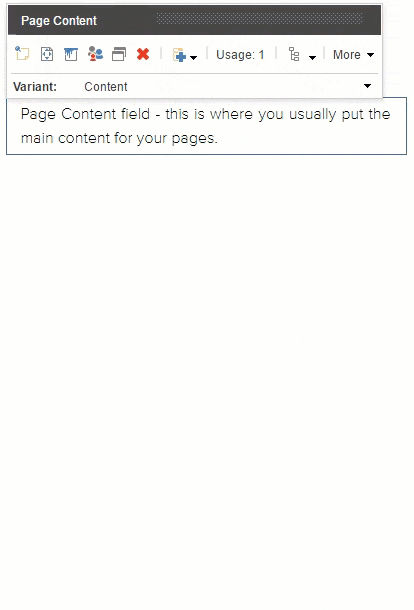 Page Content
Usage: 1 More
Variant: Content
Page Content field - this is where you usually put the
main content for your pages.